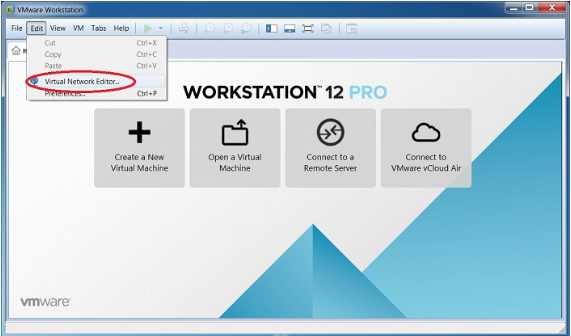 VMware Workstation
File Edit View VM Tabs Help
Cut Ctrl+X
Copy Ctrl+C
Paste Ctrl+V
Virtual Network Editor...
Preferences... Ctrl+P
WORKSTATION™ 12 PRO
Create a New
Virtual Machine
Open a Virtual
Machine
Connect to a
Remote Server
Connect to
VMware vCloud Air
vmware®